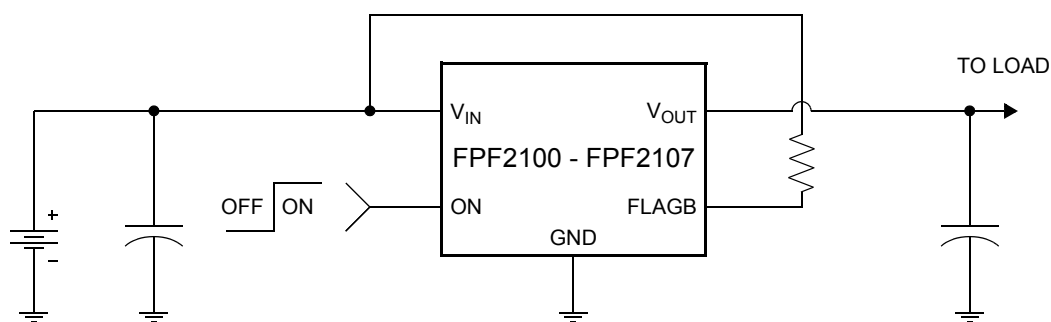 TO LOAD
VIN
VOUT
FPF2100 - FPF2107
OFF
ON
ON
FLAGB
GND
+
–